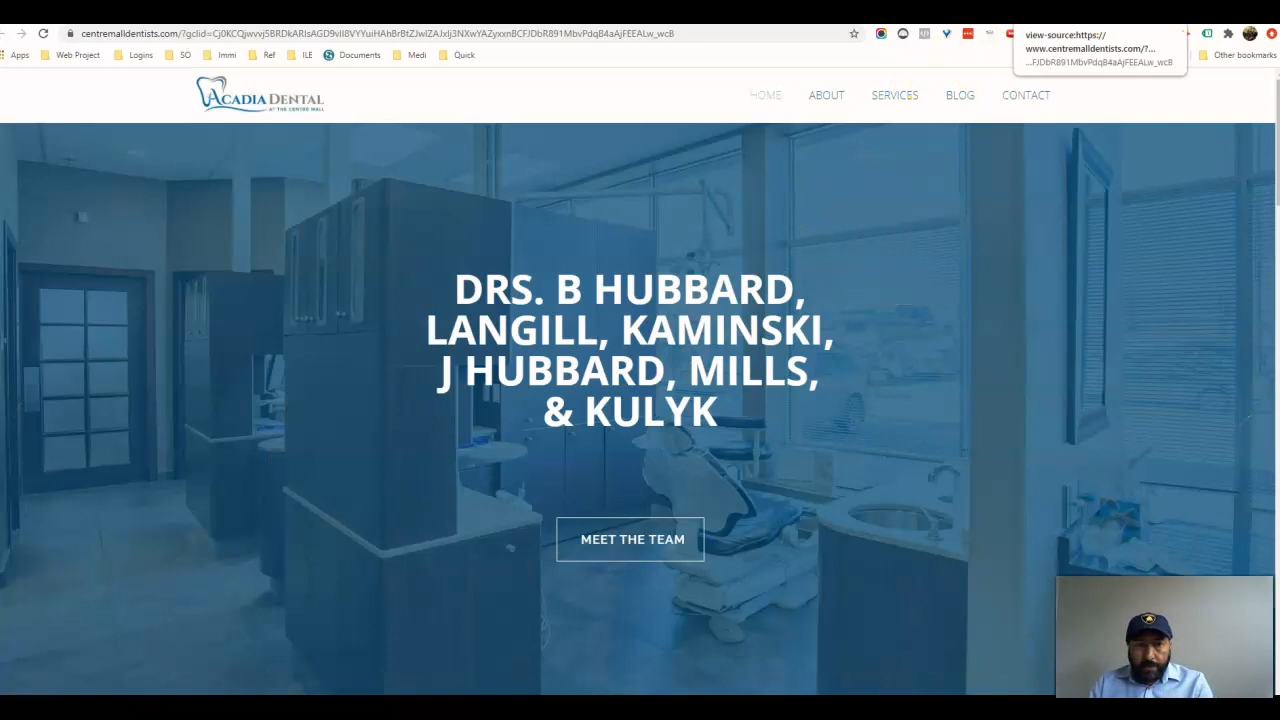 centremalldentists.com/?gclid=Cj0KCQjwvvj5BRDkARIsAGD9vlI8VYYuiHAhBrBtZJwIZAJxIj3NXwYAZyxxnBCFJDbR891MbvPdqB4aAjFEEALw_wcB
view-source:https://
www.centremalldentists.com/?...
...FJDbR891MbvPdqB4aAjFEEALw_wcB
Apps Web Project Logins SO Immi Ref ILE Documents Medi Quick Other bookmarks
ACADIA DENTAL
AT THE CENTRE MALL
HOME ABOUT SERVICES BLOG CONTACT
DRS. B HUBBARD,
LANGILL, KAMINSKI,
J HUBBARD, MILLS,
& KULYK
MEET THE TEAM